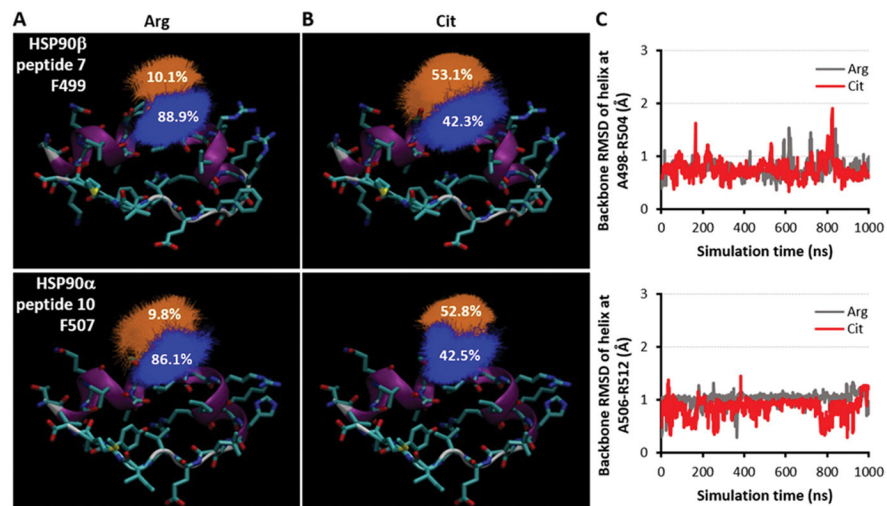 A
Arg
B
Cit
C
HSP90β
peptide 7
F499
10.1%
88.9%
53.1%
42.3%
Backbone RMSD of helix at
A498-R504 (Å)
3
2
1
0
Arg
Cit
0 200 400 600 800 1000
Simulation time (ns)
HSP90α
peptide 10
F507
9.8%
86.1%
52.8%
42.5%
Backbone RMSD of helix at
A506-R512 (Å)
3
2
1
0
Arg
Cit
0 200 400 600 800 1000
Simulation time (ns)